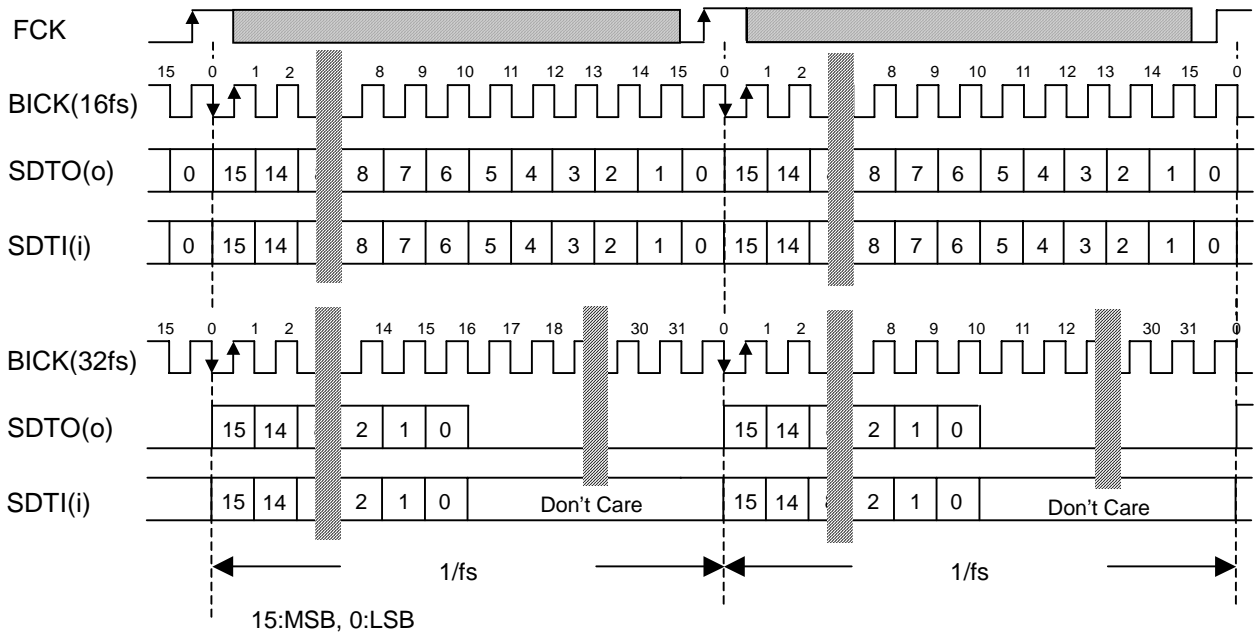 FCK
15 0 1 2 8 9 10 11 12 13 14 15 0 1 2 8 9 10 11 12 13 14 15 0
BICK(16fs)
SDTO(o) 0 15 14 8 7 6 5 4 3 2 1 0 15 14 8 7 6 5 4 3 2 1 0
SDTI(i) 0 15 14 8 7 6 5 4 3 2 1 0 15 14 8 7 6 5 4 3 2 1 0
15 0 1 2 14 15 16 17 18 30 31 0 1 2 8 9 10 11 12 30 31 0
BICK(32fs)
SDTO(o) 15 14 2 1 0 15 14 2 1 0
SDTI(i) 15 14 2 1 0 Don't Care 15 14 2 1 0 Don't Care
1/fs 1/fs
15:MSB, 0:LSB